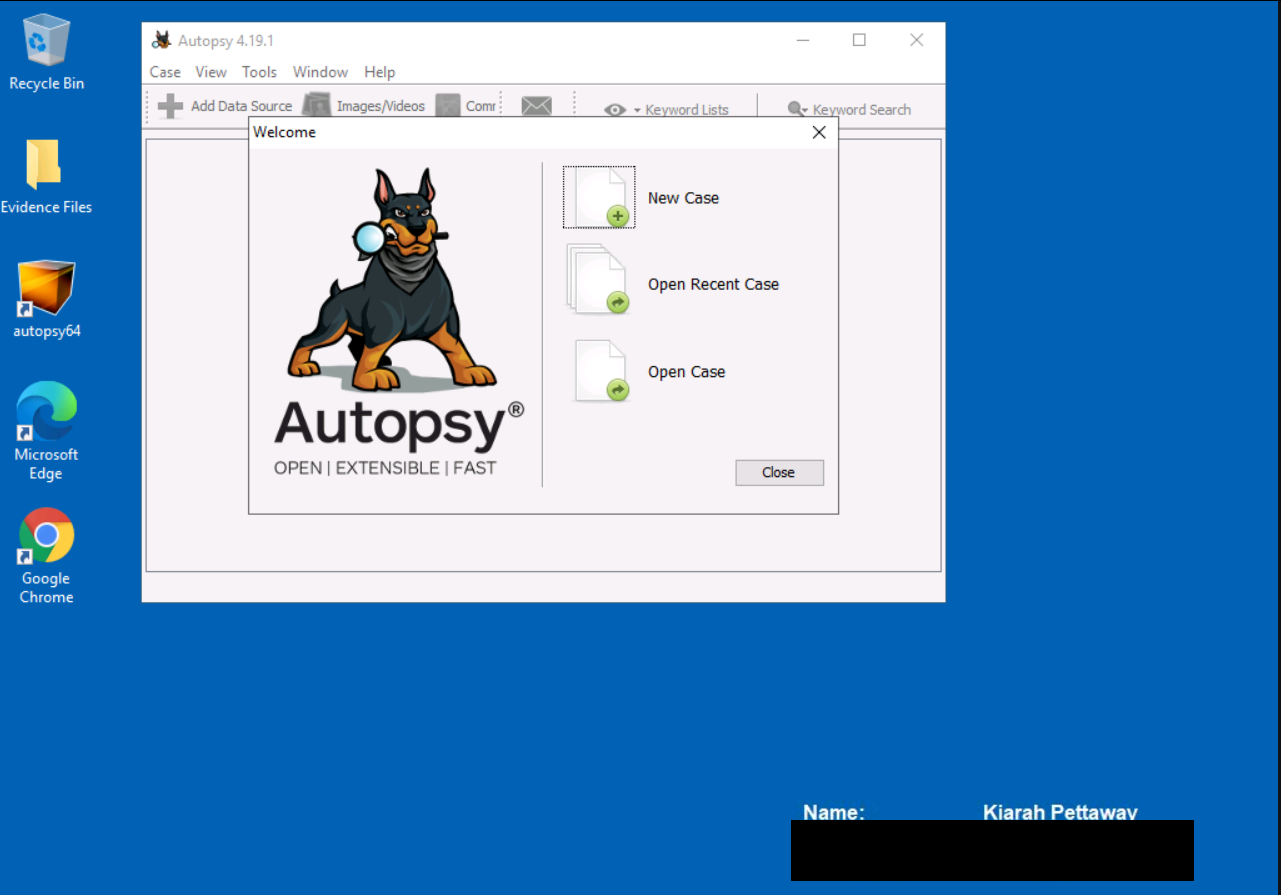 Recycle Bin
Evidence Files
autopsy64
Microsoft
Edge
Google
Chrome
Autopsy 4.19.1
Case View Tools Window Help
Add Data Source Images/Videos Comr Keyword Lists Keyword Search
Welcome
New Case
Open Recent Case
Open Case
Autopsy®
OPEN | EXTENSIBLE | FAST
Close
Name: Kiarah Pettaway